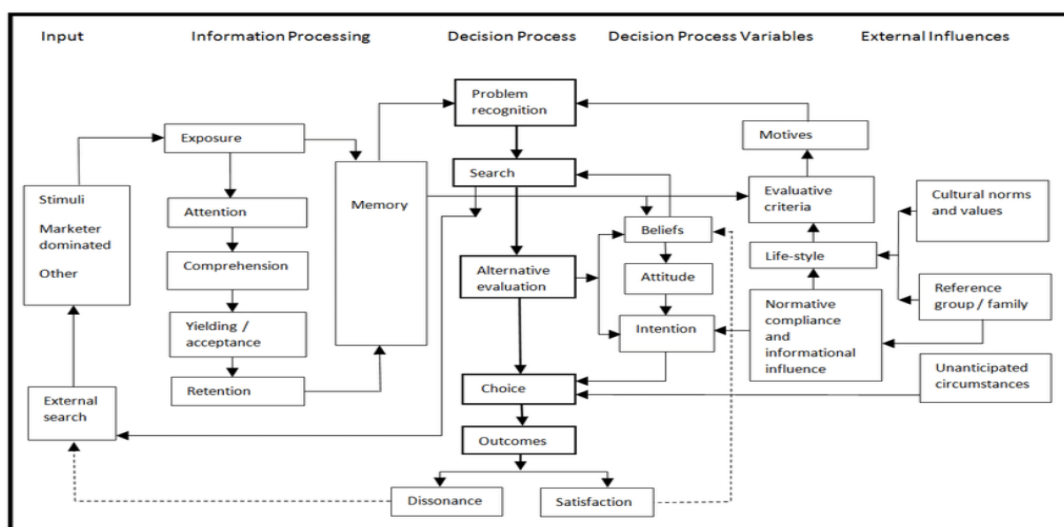 Input
Information Processing
Decision Process
Decision Process Variables
External Influences
Problem
recognition
Exposure
Motives
Search
Stimuli
Marketer
dominated
Other
Memory
Evaluative
criteria
Cultural norms
and values
Attention
Beliefs
Comprehension
Life-style
Alternative
evaluation
Attitude
Reference
group / family
Yielding /
acceptance
Intention
Normative
compliance
and
informational
influence
Retention
Choice
Unanticipated
circumstances
External
search
Outcomes
Dissonance
Satisfaction